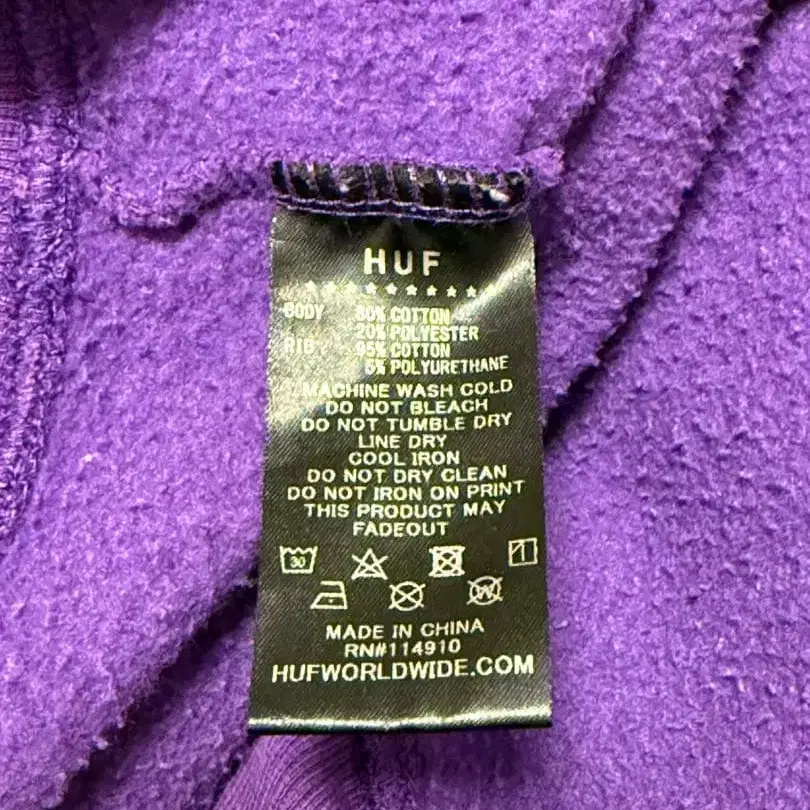 HUF
BODY 80% COTTON
20% POLYESTER
RIB 95% COTTON
5% POLYURETHANE
MACHINE WASH COLD
DO NOT BLEACH
DO NOT TUMBLE DRY
LINE DRY
COOL IRON
DO NOT DRY CLEAN
DO NOT IRON ON PRINT
THIS PRODUCT MAY
FADEOUT
30
W
MADE IN CHINA
RN#114910
HUFWORLDWIDE.COM